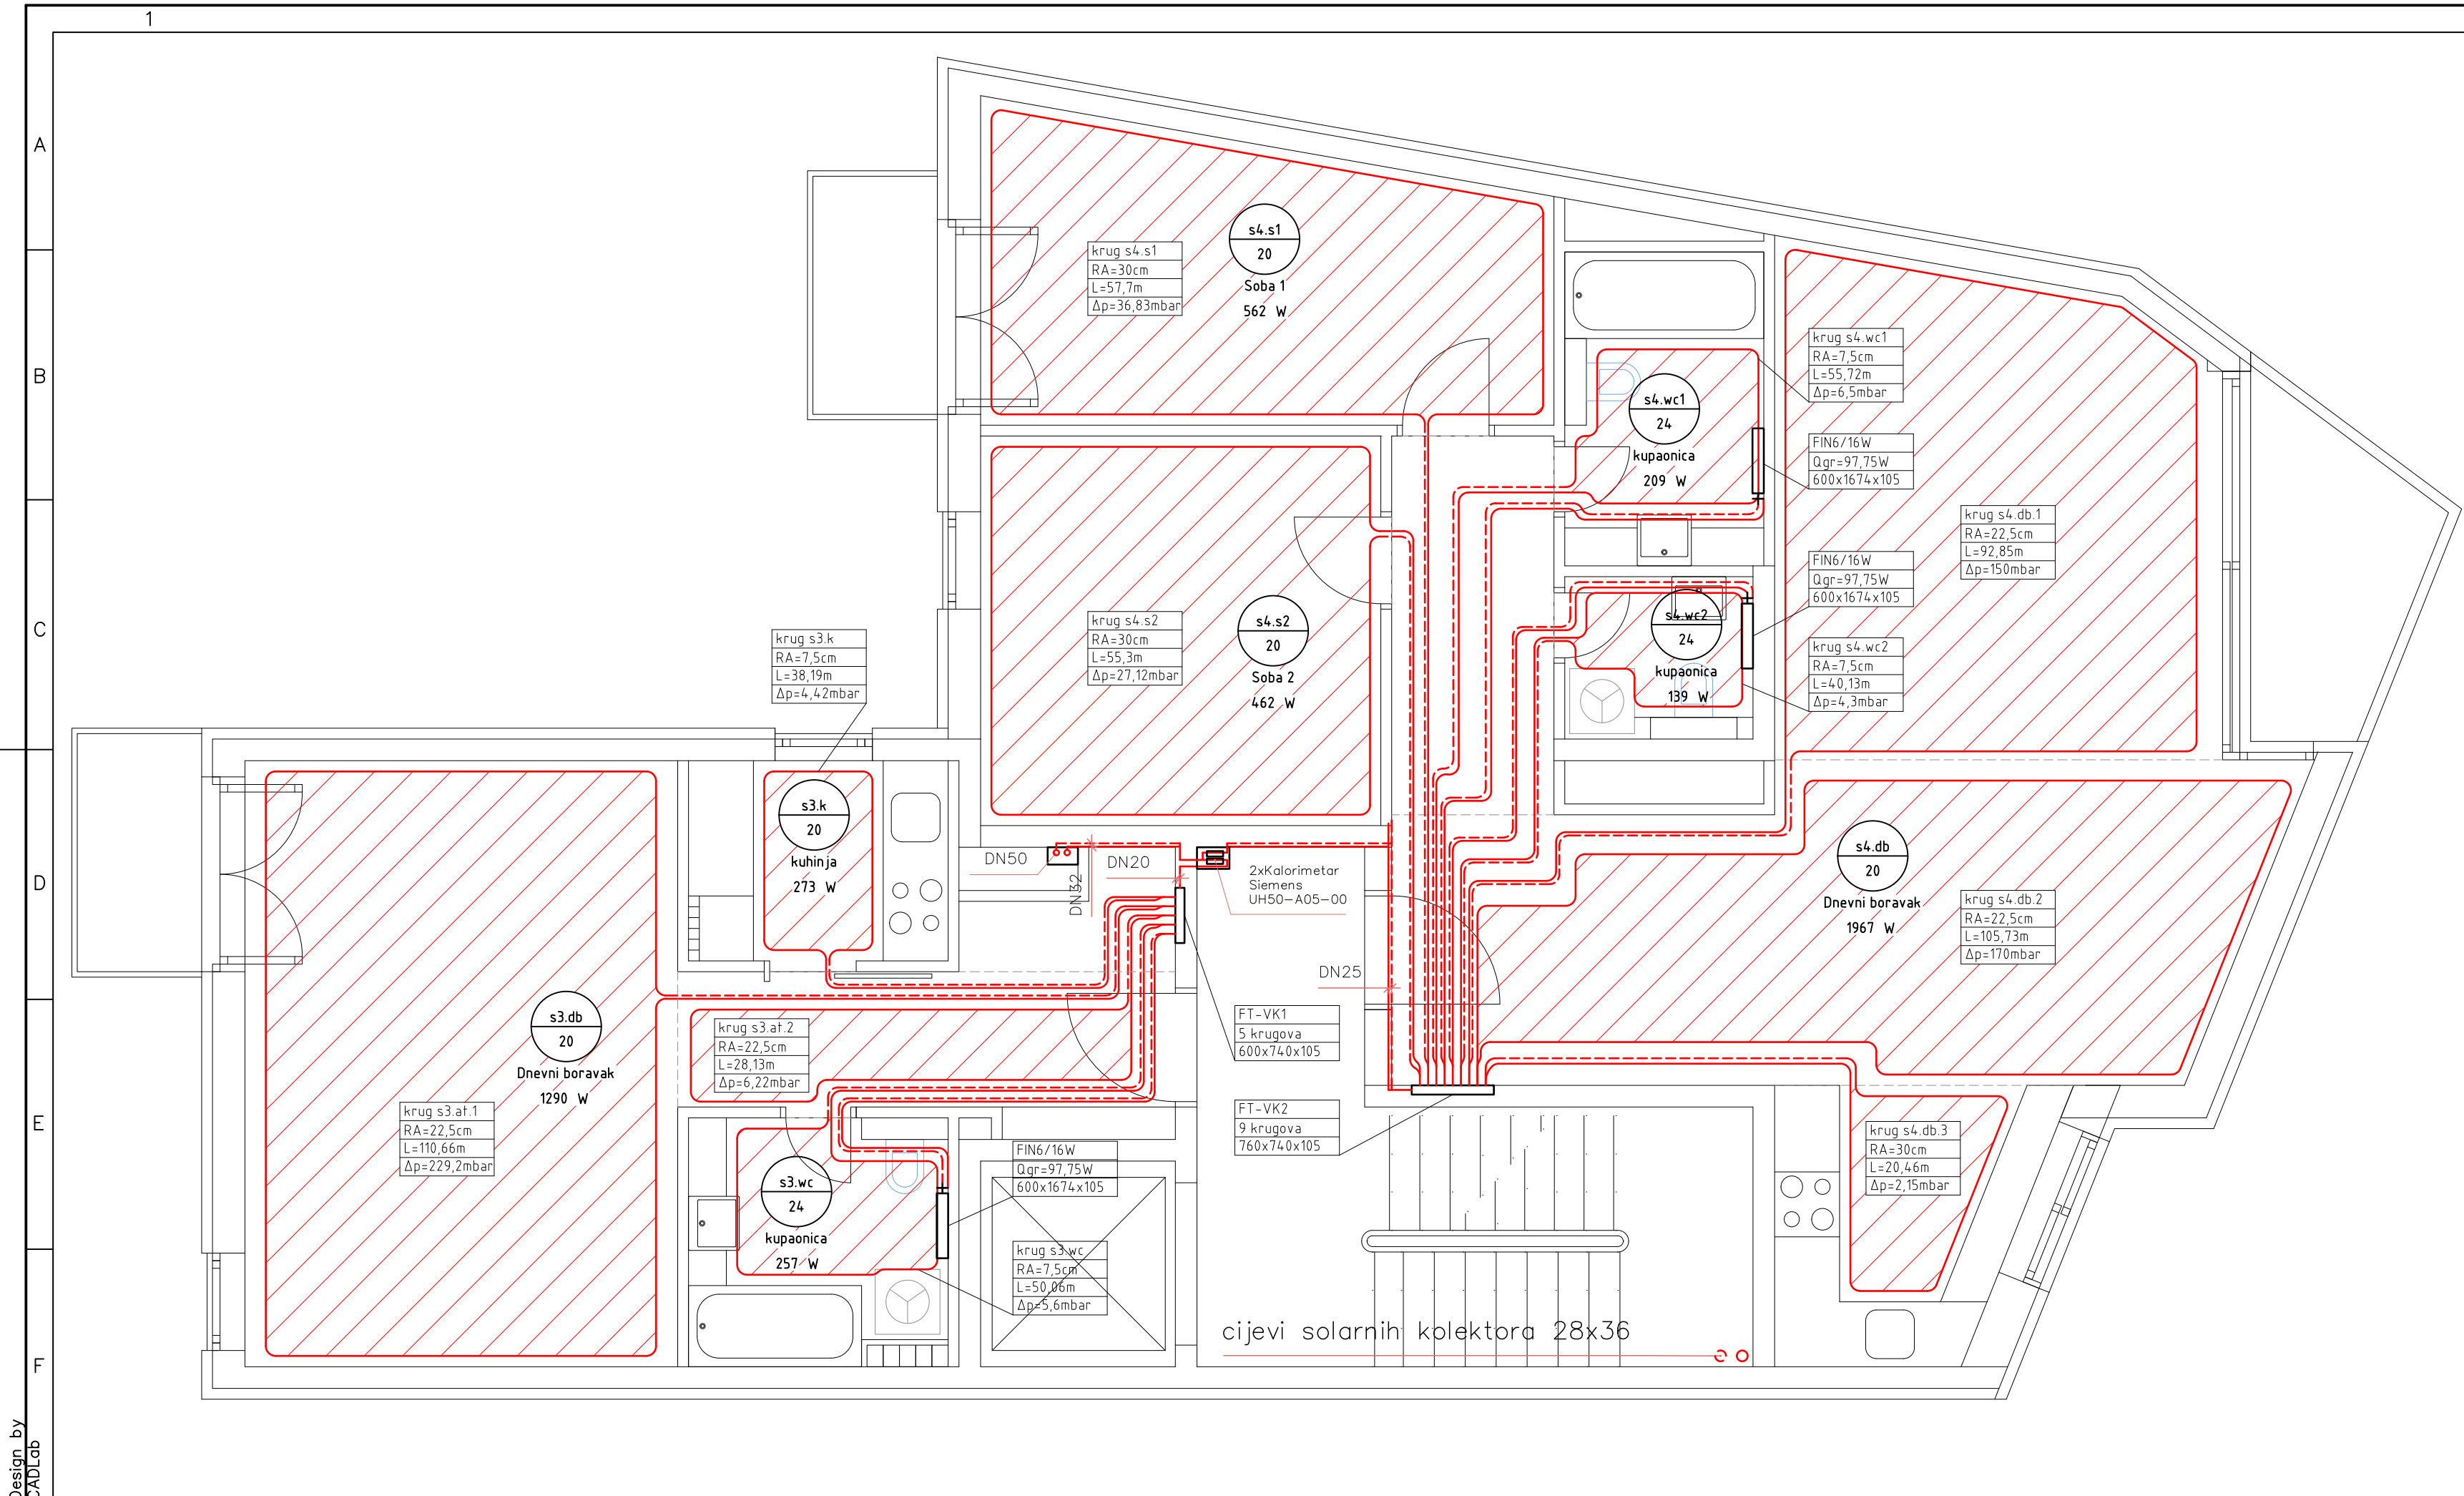 1
A
B
C
D
E
F
Design by
CADLab
s4.s1
20
Soba 1
562 W
krug s4.s1
RA=30cm
L=57,7m
Δp=36,83mbar
s4.wc1
24
kupaonica
209 W
krug s4.wc1
RA=7,5cm
L=55,72m
Δp=6,5mbar
FIN6/16W
Qgr=97,75W
600x1674x105
krug s4.db.1
RA=22,5cm
L=92,85m
Δp=150mbar
FIN6/16W
Qgr=97,75W
600x1674x105
s4.wc2
24
kupaonica
139 W
krug s4.wc2
RA=7,5cm
L=40,13m
Δp=4,3mbar
krug s4.s2
RA=30cm
L=55,3m
Δp=27,12mbar
s4.s2
20
Soba 2
462 W
krug s3.k
RA=7,5cm
L=38,19m
Δp=4,42mbar
s3.k
20
kuhinja
273 W
DN50
DN32
DN20
2xKalorimetar
Siemens
UH50-A05-00
DN25
s4.db
20
Dnevni boravak
1967 W
krug s4.db.2
RA=22,5cm
L=105,73m
Δp=170mbar
s3.db
20
Dnevni boravak
1290 W
krug s3.at.2
RA=22,5cm
L=28,13m
Δp=6,22mbar
FT-VK1
5 krugova
600x740x105
krug s3.at.1
RA=22,5cm
L=110,66m
Δp=229,2mbar
FT-VK2
9 krugova
760x740x105
s3.wc
24
kupaonica
257 W
FIN6/16W
Qgr=97,75W
600x1674x105
krug s3.wc
RA=7,5cm
L=50,06m
Δp=5,6mbar
krug s4.db.3
RA=30cm
L=20,46m
Δp=2,15mbar
cijevi solarnih kolektora 28x36